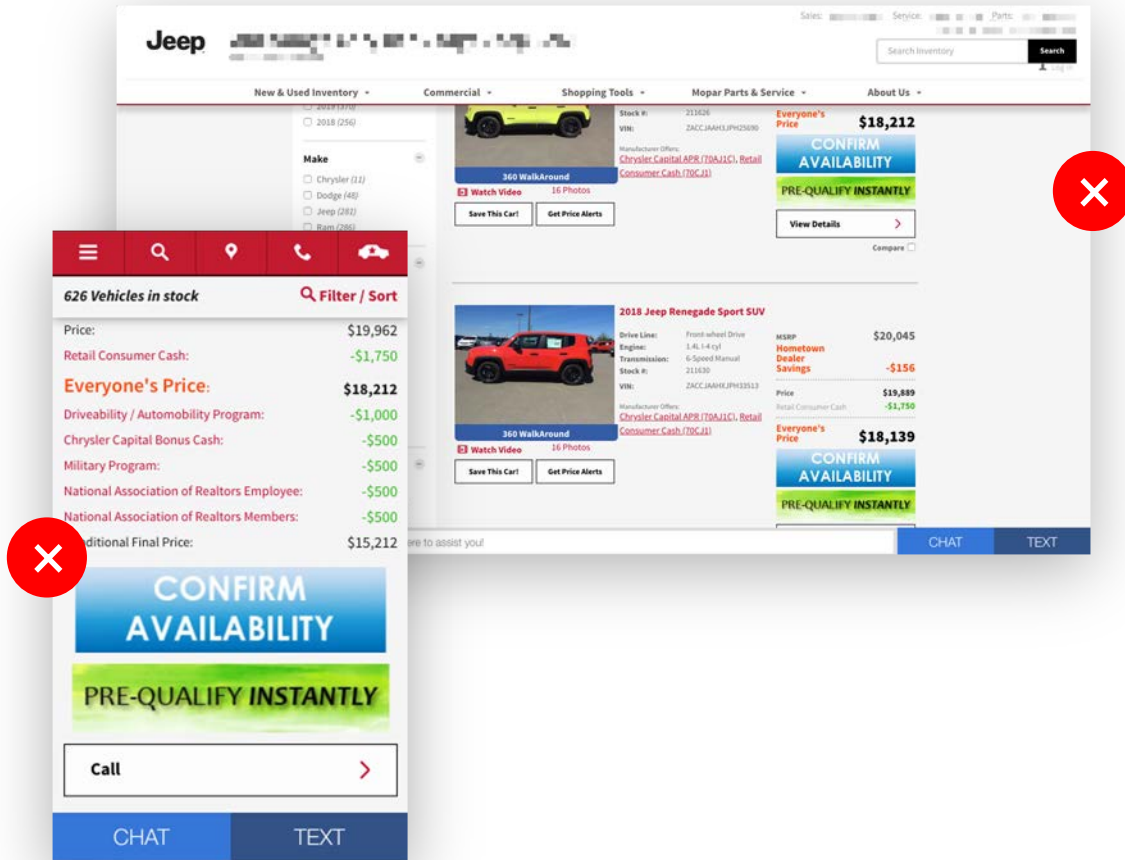 Sales:
Service:
Parts:
Jeep
Search Inventory
Search
Log In
New & Used Inventory
Commercial
Shopping Tools
Mopar Parts & Service
About Us
2019 (370)
2018 (256)
Make
Chrysler (11)
Dodge (48)
Jeep (281)
Ram (286)
360 WalkAround
Watch Video
16 Photos
Save This Car!
Get Price Alerts
Stock #: 211626
VIN: ZACCJAAH3JPH25690
Manufacturer Offers:
Chrysler Capital APR (70AJ1C), Retail
Consumer Cash (70CJ1)
Everyone's
Price
$18,212
CONFIRM
AVAILABILITY
PRE-QUALIFY INSTANTLY
View Details
Compare
2018 Jeep Renegade Sport SUV
Drive Line: Front-wheel Drive
Engine: 1.4L I-4 cyl
Transmission: 6-Speed Manual
Stock #: 211630
VIN: ZACCJAAHXJPH33513
Manufacturer Offers:
Chrysler Capital APR (70AJ1C), Retail
Consumer Cash (70CJ1)
360 WalkAround
Watch Video
16 Photos
Save This Car!
Get Price Alerts
MSRP $20,045
Hometown
Dealer
Savings -$156
Price $19,889
Retail Consumer Cash -$1,750
Everyone's
Price
$18,139
CONFIRM
AVAILABILITY
PRE-QUALIFY INSTANTLY
ere to assist you!
CHAT
TEXT
626 Vehicles in stock
Filter / Sort
Price: $19,962
Retail Consumer Cash: -$1,750
Everyone's Price: $18,212
Driveability / Automobility Program: -$1,000
Chrysler Capital Bonus Cash: -$500
Military Program: -$500
National Association of Realtors Employee: -$500
National Association of Realtors Members: -$500
ditional Final Price: $15,212
CONFIRM
AVAILABILITY
PRE-QUALIFY INSTANTLY
Call
CHAT
TEXT